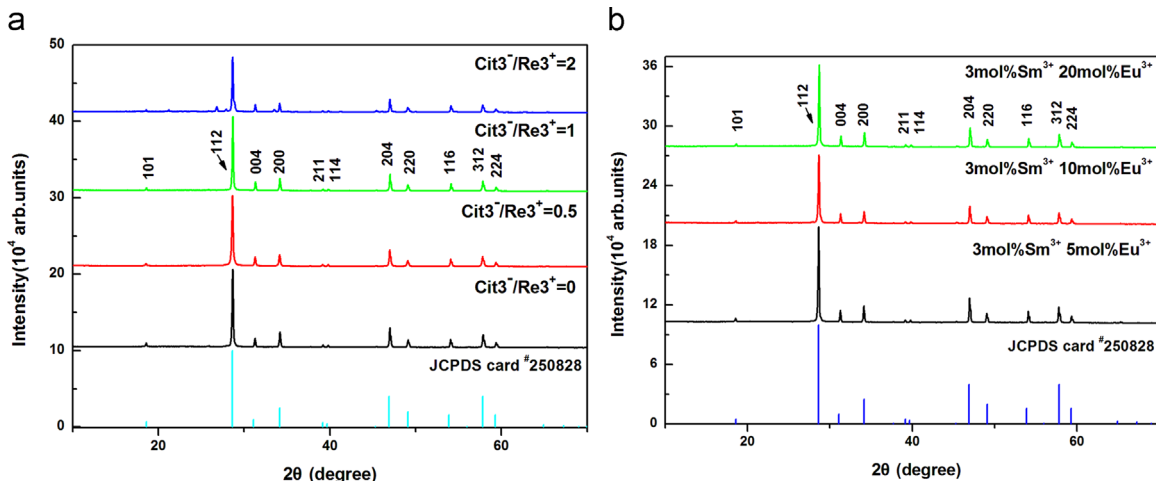 a
50
40
30
20
10
0
Intensity(10⁴ arb.units)
Cit3⁻/Re3⁺=2
Cit3⁻/Re3⁺=1
101
112
004
200
211
114
204
220
116
312
224
Cit3⁻/Re3⁺=0.5
Cit3⁻/Re3⁺=0
JCPDS card #250828
20
40
60
2θ (degree)
b
36
30
24
18
12
6
0
Intensity(10⁴ arb.units)
3mol%Sm³⁺ 20mol%Eu³⁺
101
112
004
200
211
114
204
220
116
312
224
3mol%Sm³⁺ 10mol%Eu³⁺
3mol%Sm³⁺ 5mol%Eu³⁺
JCPDS card #250828
20
40
60
2θ (degree)